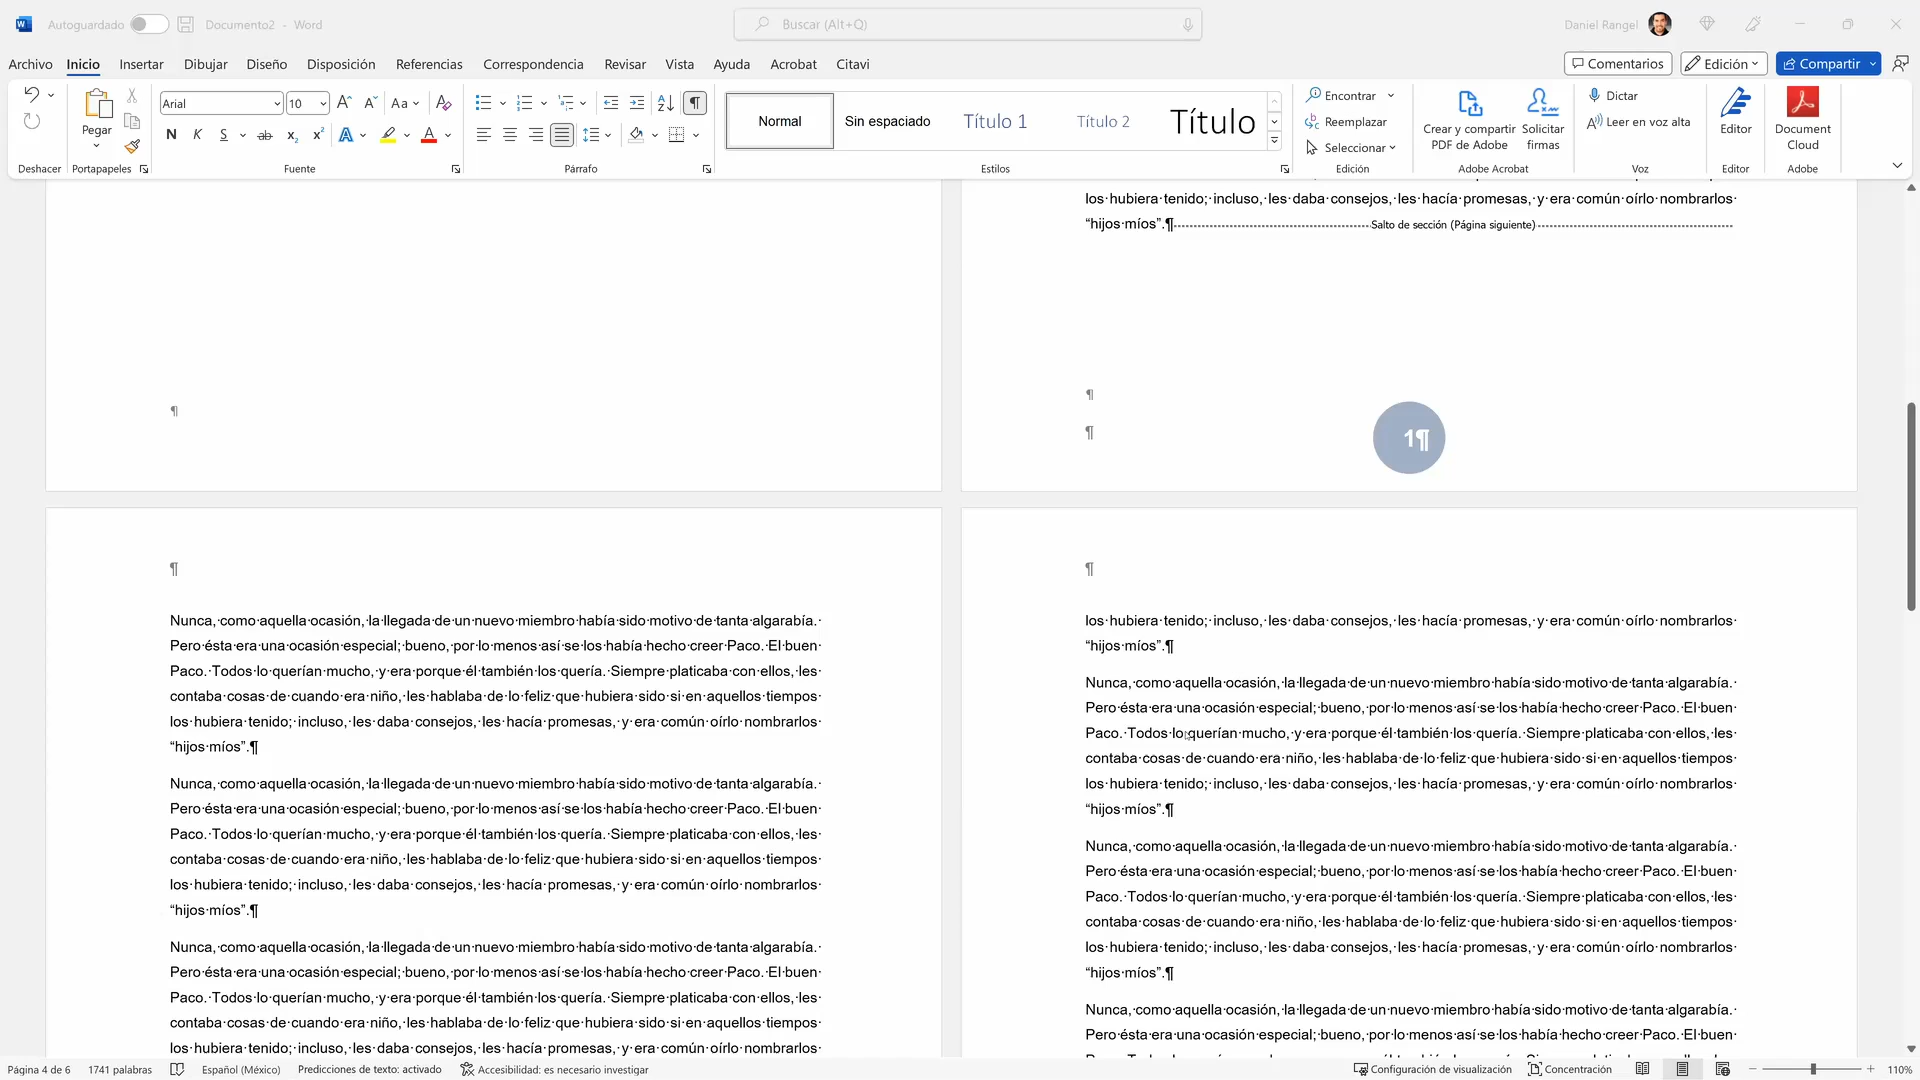 Autoguardado
Documento2 - Word
Buscar (Alt+Q)
Daniel Rangel
Archivo Inicio Insertar Dibujar Diseño Disposición Referencias Correspondencia Revisar Vista Ayuda Acrobat Citavi
Comentarios Edición Compartir
Pegar
Deshacer Portapapeles
Arial 10
N K S ab
Fuente
Párrafo
Normal Sin espaciado Título 1 Título 2 Título
Estilos
Encontrar
Reemplazar
Seleccionar
Edición
Crear y compartir PDF de Adobe
Solicitar firmas
Adobe Acrobat
Dictar
Leer en voz alta
Voz
Editor
Editor
Document Cloud
Adobe
los hubiera tenido; incluso, les daba consejos, les hacía promesas, y era común oírlo nombrarlos
“hijos míos”.¶ Salto de sección (Página siguiente)
¶
¶
¶
1¶
¶
Nunca, como aquella ocasión, la llegada de un nuevo miembro había sido motivo de tanta algarabía.
Pero ésta era una ocasión especial; bueno, por lo menos así se los había hecho creer Paco. El buen
Paco. Todos lo querían mucho, y era porque él también los quería. Siempre platicaba con ellos, les
contaba cosas de cuando era niño, les hablaba de lo feliz que hubiera sido si en aquellos tiempos
los hubiera tenido; incluso, les daba consejos, les hacía promesas, y era común oírlo nombrarlos
“hijos míos”.¶
Nunca, como aquella ocasión, la llegada de un nuevo miembro había sido motivo de tanta algarabía.
Pero ésta era una ocasión especial; bueno, por lo menos así se los había hecho creer Paco. El buen
Paco. Todos lo querían mucho, y era porque él también los quería. Siempre platicaba con ellos, les
contaba cosas de cuando era niño, les hablaba de lo feliz que hubiera sido si en aquellos tiempos
los hubiera tenido; incluso, les daba consejos, les hacía promesas, y era común oírlo nombrarlos
“hijos míos”.¶
Nunca, como aquella ocasión, la llegada de un nuevo miembro había sido motivo de tanta algarabía.
Pero ésta era una ocasión especial; bueno, por lo menos así se los había hecho creer Paco. El buen
Paco. Todos lo querían mucho, y era porque él también los quería. Siempre platicaba con ellos, les
contaba cosas de cuando era niño, les hablaba de lo feliz que hubiera sido si en aquellos tiempos
los hubiera tenido; incluso, les daba consejos, les hacía promesas, y era común oírlo nombrarlos
¶
los hubiera tenido; incluso, les daba consejos, les hacía promesas, y era común oírlo nombrarlos
“hijos míos”.¶
Nunca, como aquella ocasión, la llegada de un nuevo miembro había sido motivo de tanta algarabía.
Pero ésta era una ocasión especial; bueno, por lo menos así se los había hecho creer Paco. El buen
Paco. Todos lo querían mucho, y era porque él también los quería. Siempre platicaba con ellos, les
contaba cosas de cuando era niño, les hablaba de lo feliz que hubiera sido si en aquellos tiempos
los hubiera tenido; incluso, les daba consejos, les hacía promesas, y era común oírlo nombrarlos
“hijos míos”.¶
Nunca, como aquella ocasión, la llegada de un nuevo miembro había sido motivo de tanta algarabía.
Pero ésta era una ocasión especial; bueno, por lo menos así se los había hecho creer Paco. El buen
Paco. Todos lo querían mucho, y era porque él también los quería. Siempre platicaba con ellos, les
contaba cosas de cuando era niño, les hablaba de lo feliz que hubiera sido si en aquellos tiempos
los hubiera tenido; incluso, les daba consejos, les hacía promesas, y era común oírlo nombrarlos
“hijos míos”.¶
Nunca, como aquella ocasión, la llegada de un nuevo miembro había sido motivo de tanta algarabía.
Pero ésta era una ocasión especial; bueno, por lo menos así se los había hecho creer Paco. El buen
Página 4 de 6 1741 palabras Español (México) Predicciones de texto: activado Accesibilidad: es necesario investigar
Configuración de visualización Concentración 110%